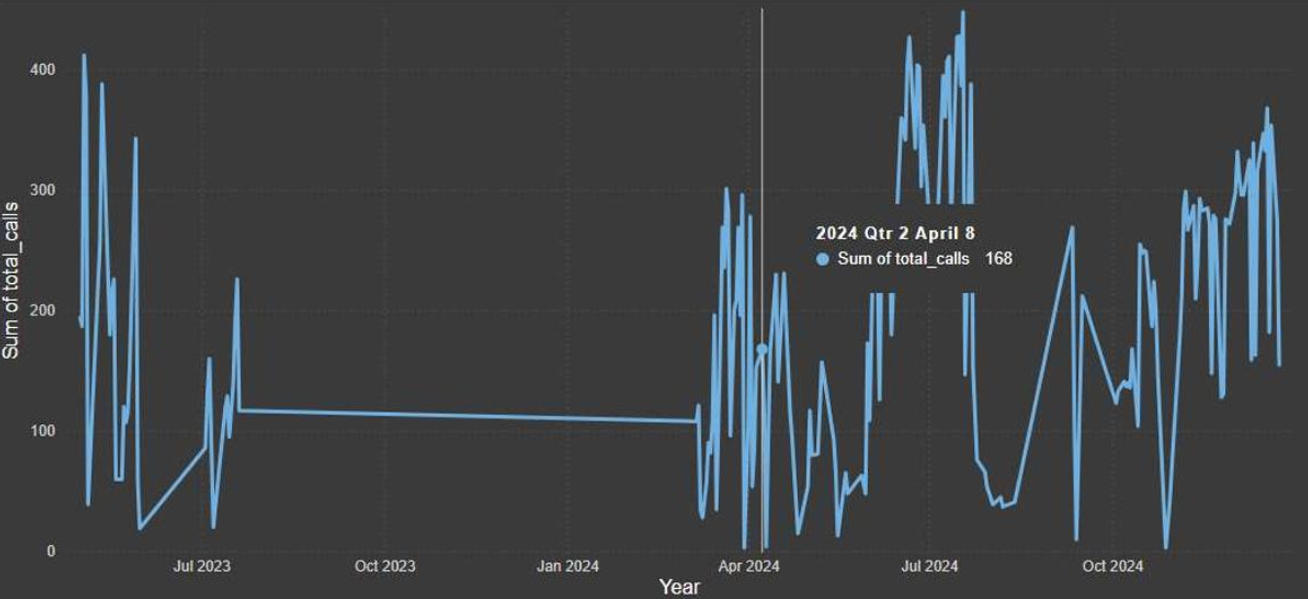 400
300
200
100
0
Sum of total_calls
2024 Qtr 2 April 8
Sum of total_calls 168
Jul 2023 Oct 2023 Jan 2024 Apr 2024 Jul 2024 Oct 2024
Year